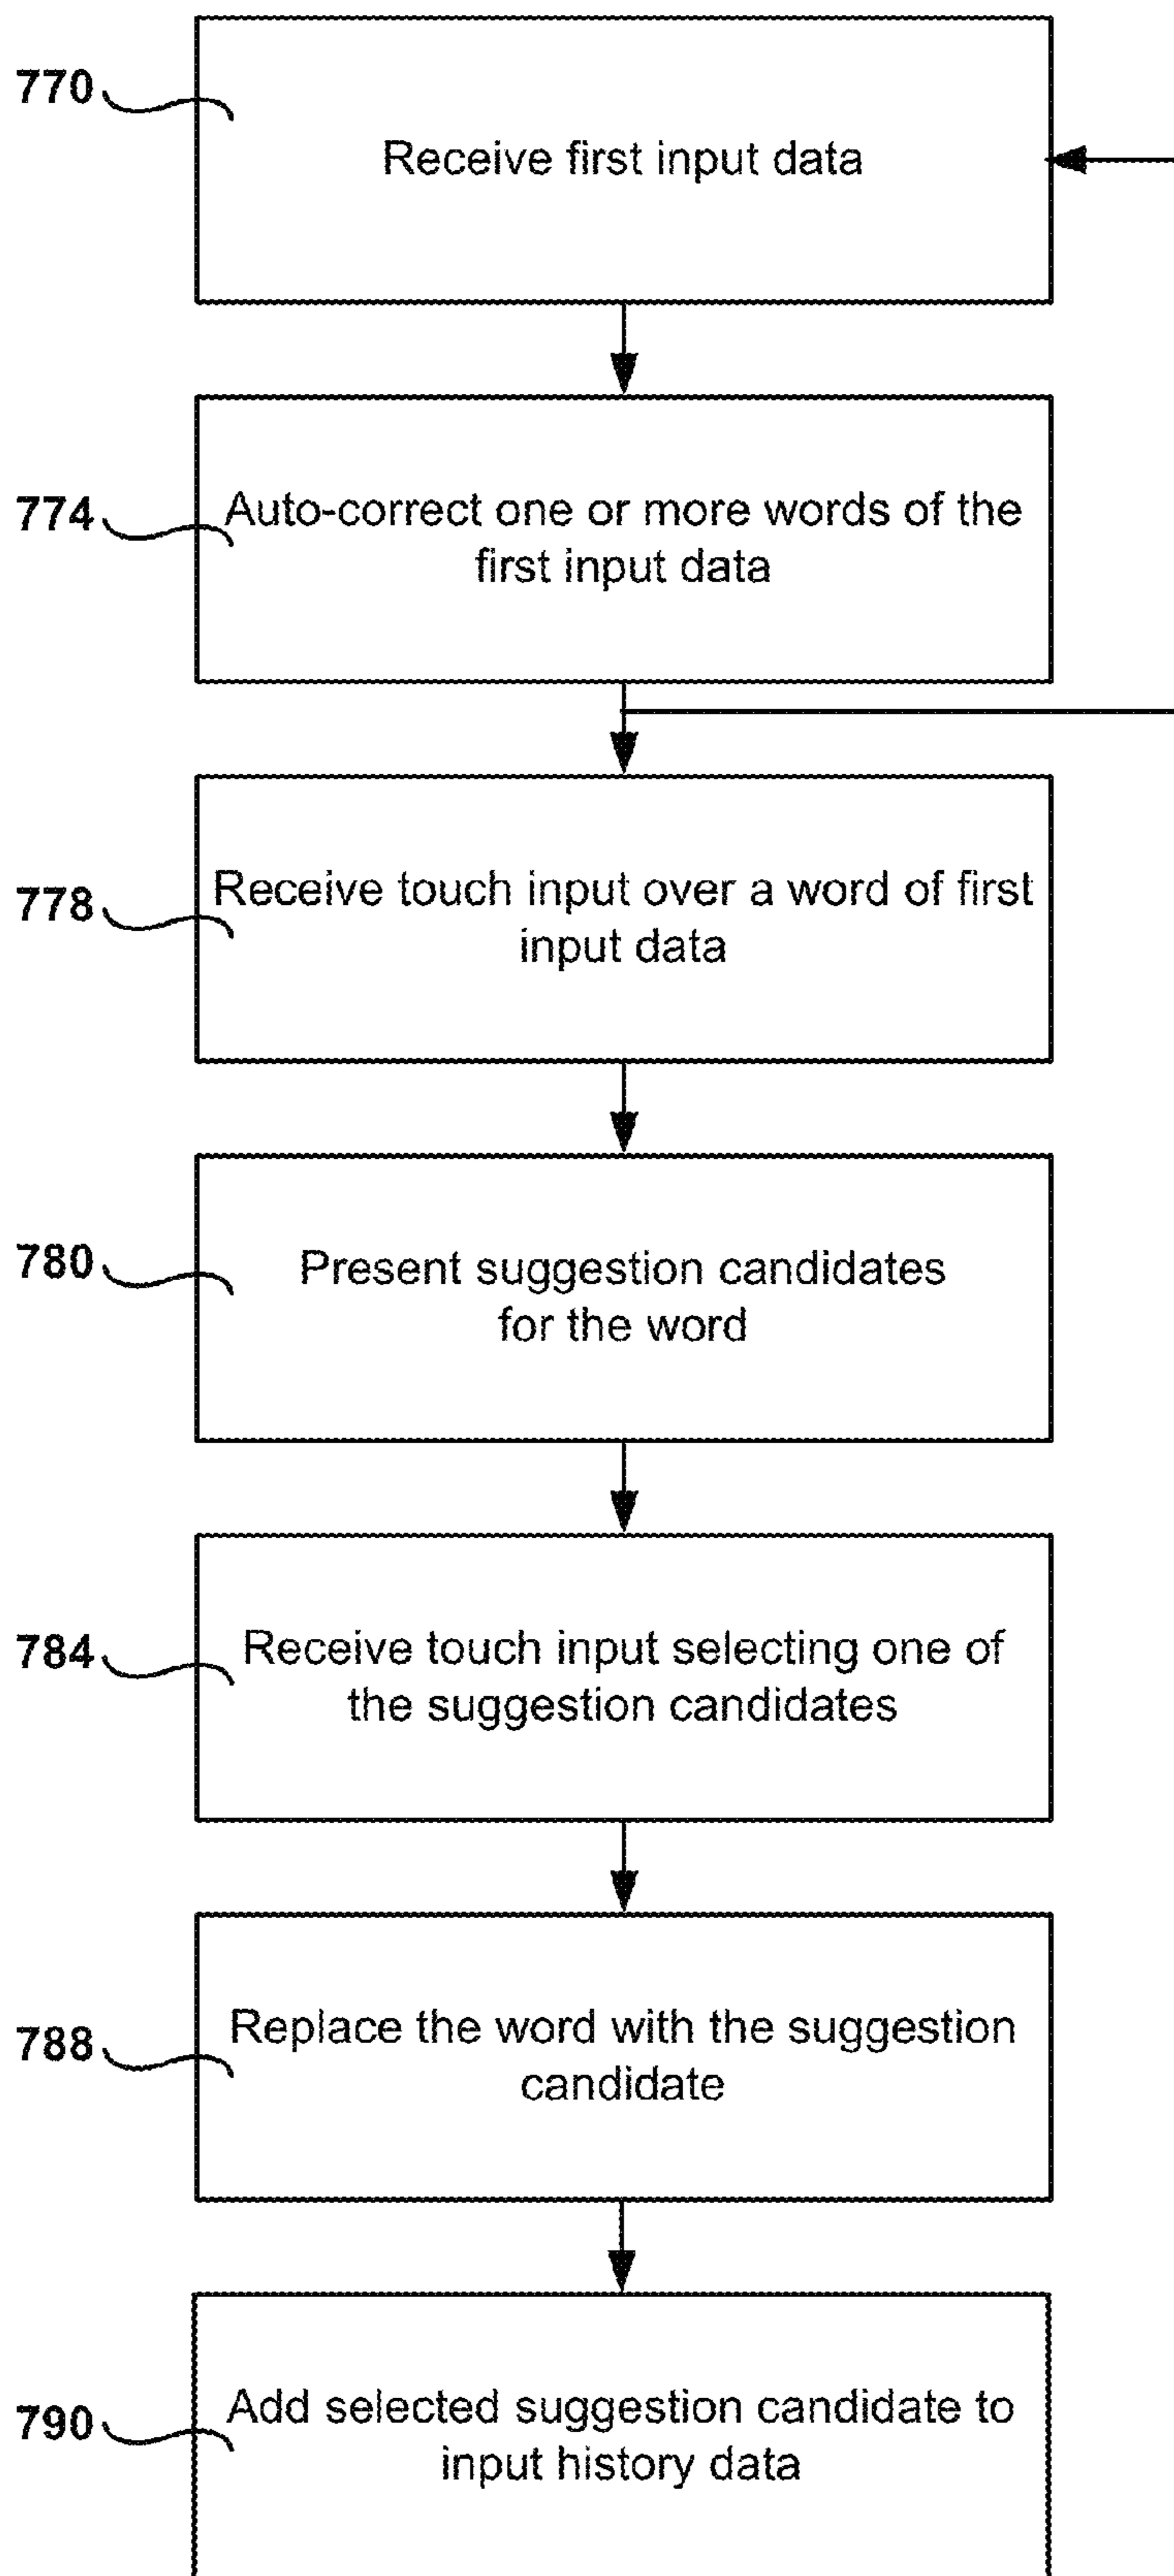 770
Receive first input data
774
Auto-correct one or more words of the
first input data
778
Receive touch input over a word of first
input data
780
Present suggestion candidates
for the word
784
Receive touch input selecting one of
the suggestion candidates
788
Replace the word with the suggestion
candidate
790
Add selected suggestion candidate to
input history data